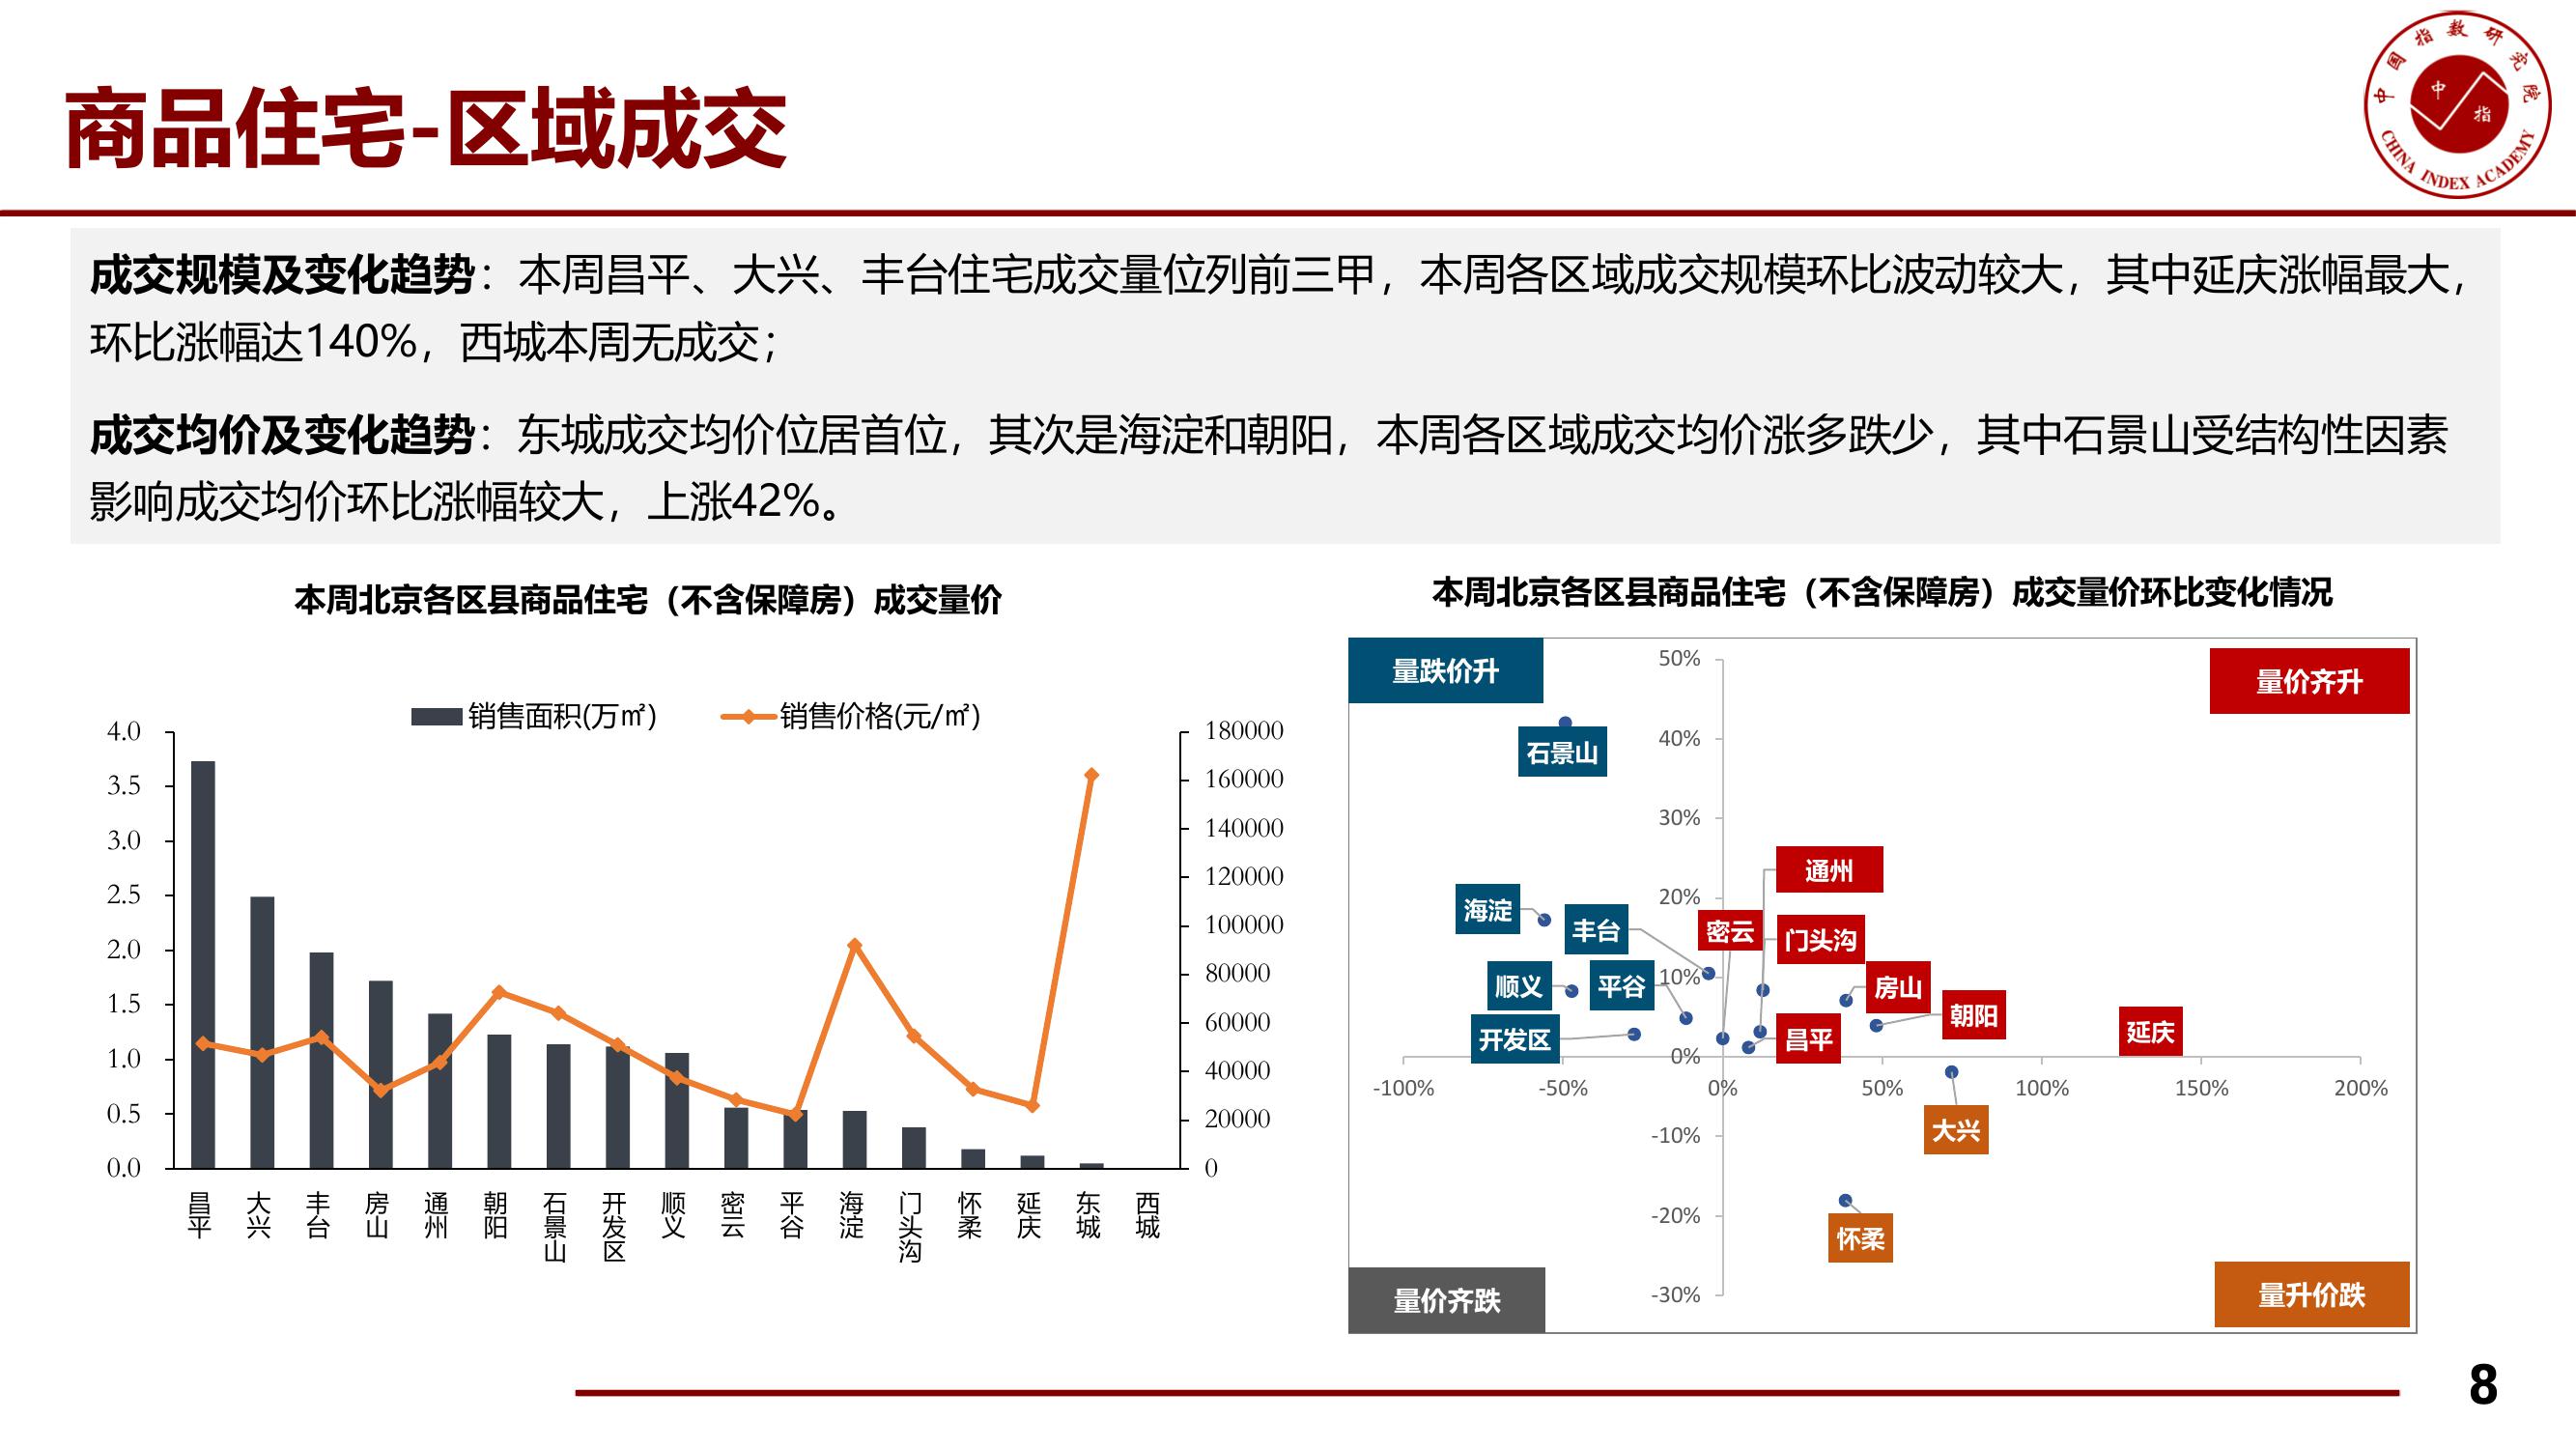 商品住宅-区域成交
中国指数研究院
中指
CHINA INDEX ACADEMY
成交规模及变化趋势：本周昌平、大兴、丰台住宅成交量位列前三甲，本周各区域成交规模环比波动较大，其中延庆涨幅最大，
环比涨幅达140%，西城本周无成交；
成交均价及变化趋势：东城成交均价位居首位，其次是海淀和朝阳，本周各区域成交均价涨多跌少，其中石景山受结构性因素
影响成交均价环比涨幅较大，上涨42%。
本周北京各区县商品住宅（不含保障房）成交量价
销售面积(万㎡)
销售价格(元/㎡)
4.0
3.5
3.0
2.5
2.0
1.5
1.0
0.5
0.0
180000
160000
140000
120000
100000
80000
60000
40000
20000
0
昌平
大兴
丰台
房山
通州
朝阳
石景山
开发区
顺义
密云
平谷
海淀
门头沟
怀柔
延庆
东城
西城
本周北京各区县商品住宅（不含保障房）成交量价环比变化情况
量跌价升
量价齐升
50%
40%
30%
20%
10%
0%
-10%
-20%
-30%
石景山
通州
海淀
丰台
密云
门头沟
顺义
平谷
房山
朝阳
延庆
开发区
昌平
-100%
-50%
0%
50%
100%
150%
200%
大兴
怀柔
量价齐跌
量升价跌
8